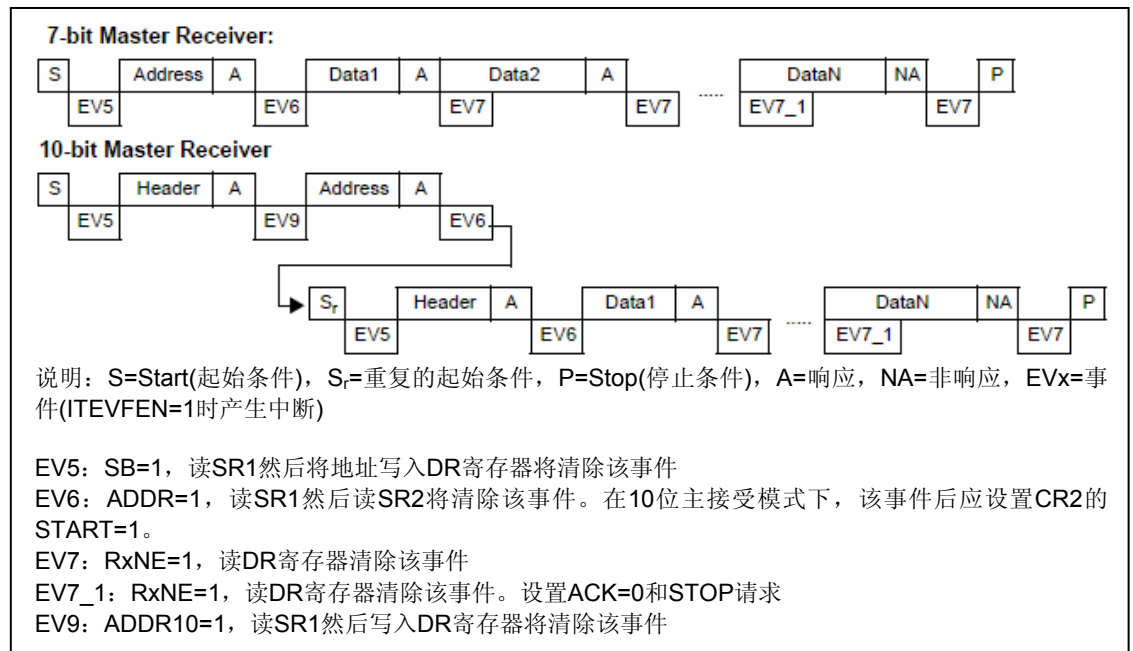 7-bit Master Receiver:
S Address A Data1 A Data2 A ..... DataN NA P
EV5 EV6 EV7 EV7 EV7_1 EV7
10-bit Master Receiver
S Header A Address A
EV5 EV9 EV6
Sr Header A Data1 A ..... DataN NA P
EV5 EV6 EV7 EV7_1 EV7
说明：S=Start(起始条件)，Sr=重复的起始条件，P=Stop(停止条件)，A=响应，NA=非响应，EVx=事
件(ITEVFEN=1时产生中断)
EV5：SB=1，读SR1然后将地址写入DR寄存器将清除该事件
EV6：ADDR=1，读SR1然后读SR2将清除该事件。在10位主接受模式下，该事件后应设置CR2的
START=1。
EV7：RxNE=1，读DR寄存器清除该事件
EV7_1：RxNE=1，读DR寄存器清除该事件。设置ACK=0和STOP请求
EV9：ADDR10=1，读SR1然后写入DR寄存器将清除该事件